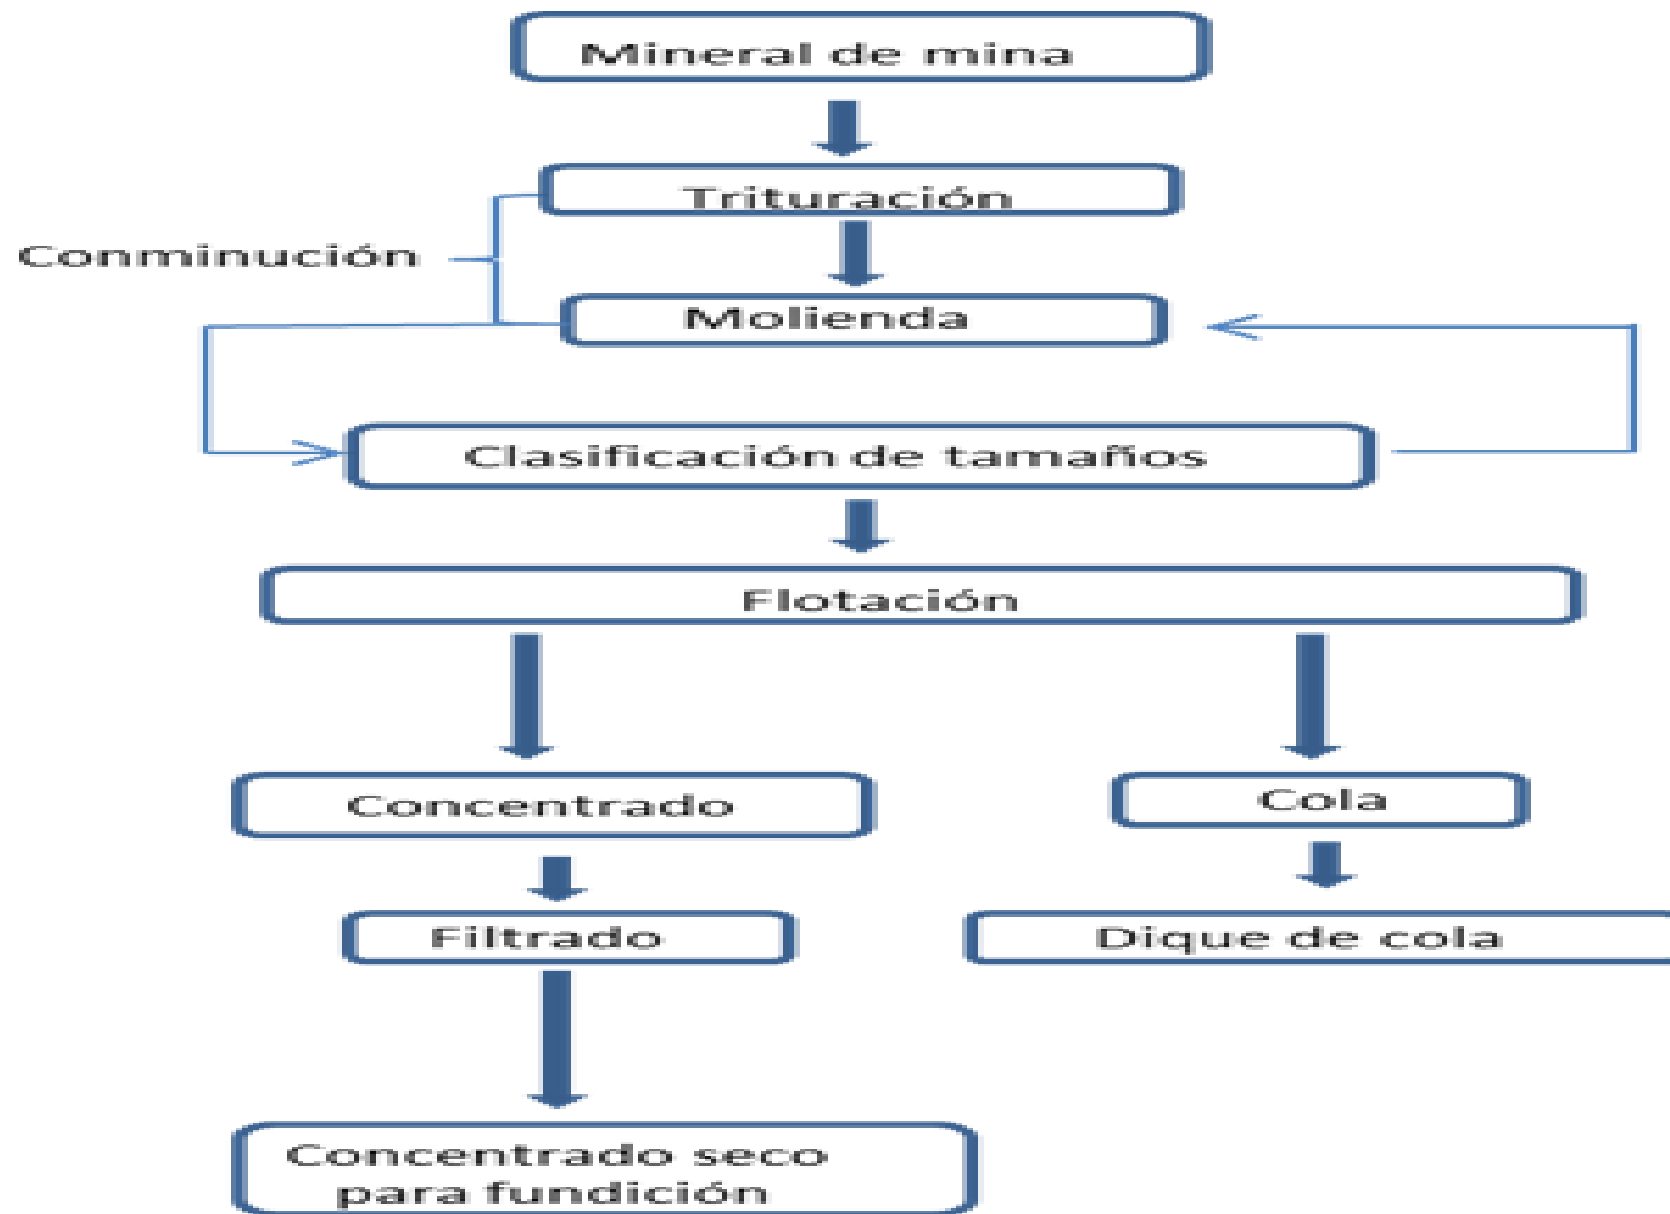 Mineral de mina
Trituración
Conminución
Molienda
Clasificación de tamaños
Flotación
Concentrado
Cola
Filtrado
Dique de cola
Concentrado seco
para fundición